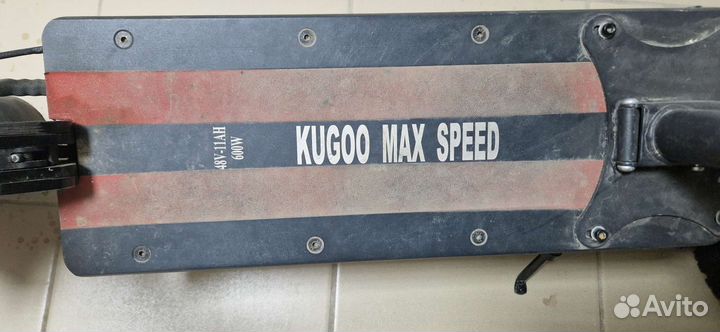 48V-11AH
600W
KUGOO MAX SPEED
Avito